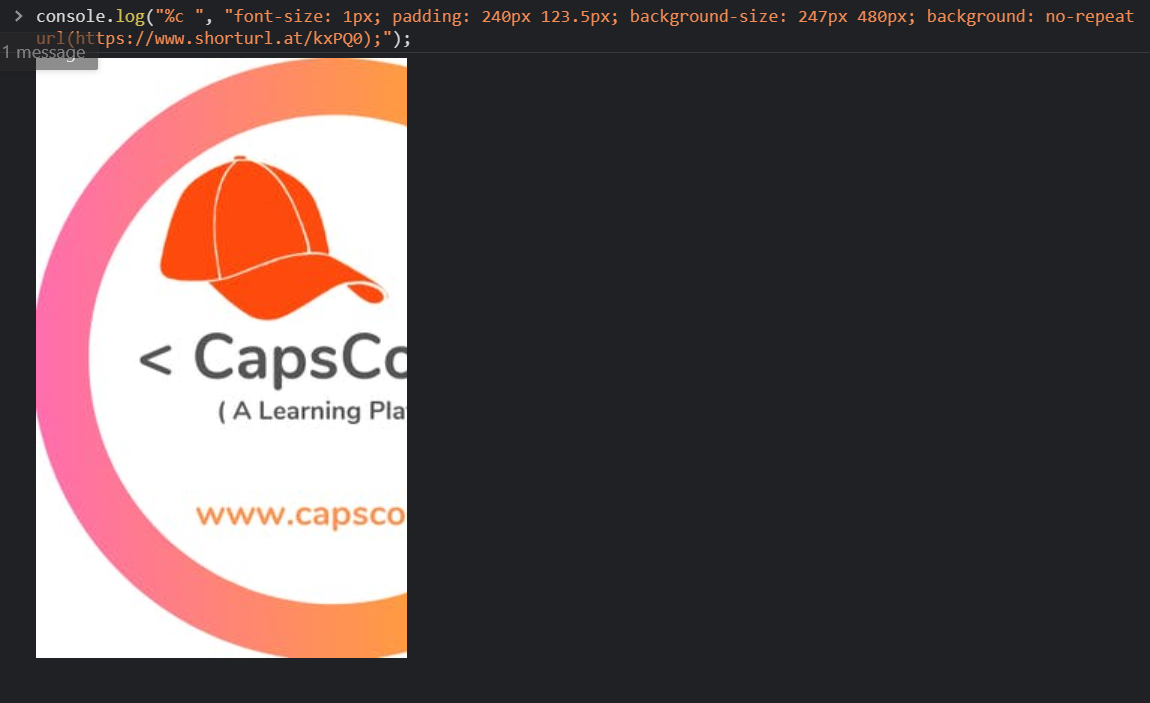 > console.log("%c ", "font-size: 1px; padding: 240px 123.5px; background-size: 247px 480px; background: no-repeat
url(https://www.shorturl.at/kxPQ0);");
1 message
< CapsCo
( A Learning Pla
www.capsco